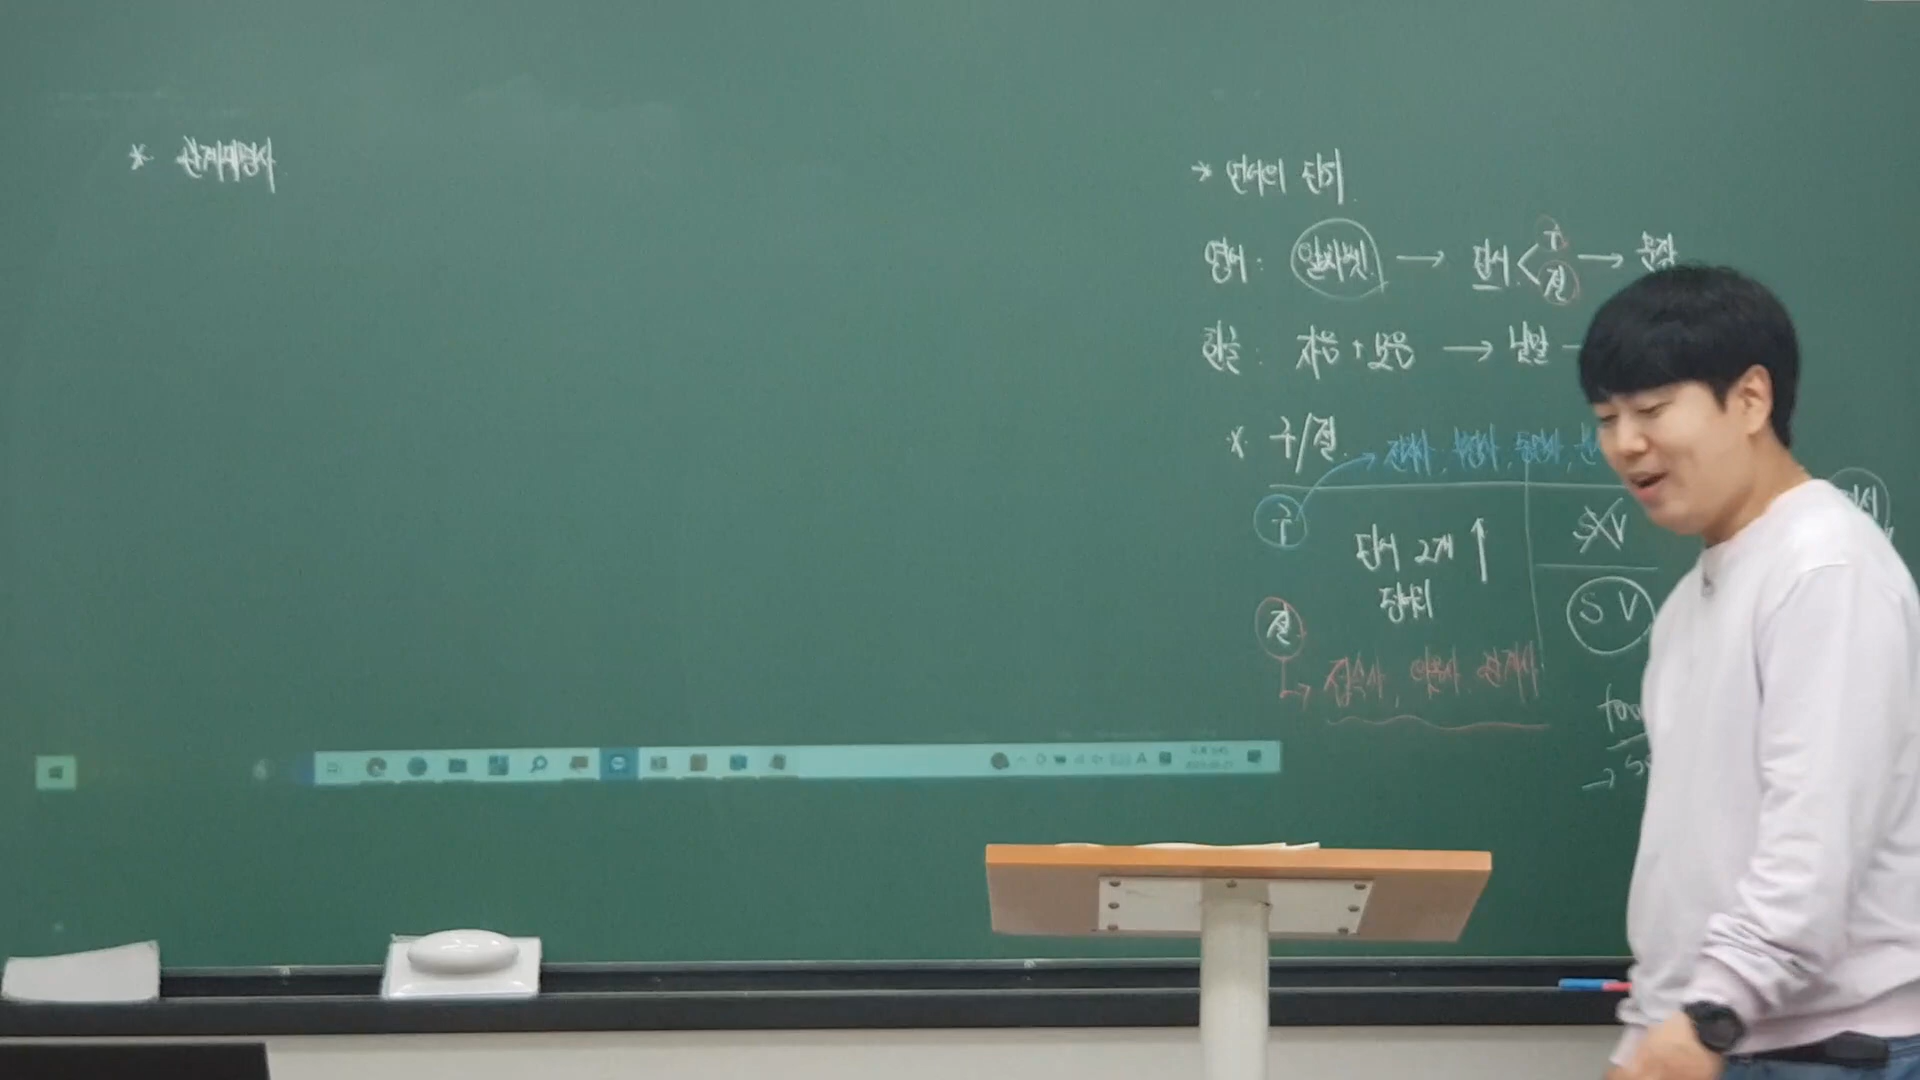 * 관계대명사
* 언어의 단위
영어 : 알파벳 → 단어 < 구 절 → 문장
한글 : 자음 + 모음 → 낱말
* 구/절 → 전치사, 부정사, 동명사,
구 단어 2개 ↑ S V
덩어리
절 S V
→ 접속사, 의문사, 관계사